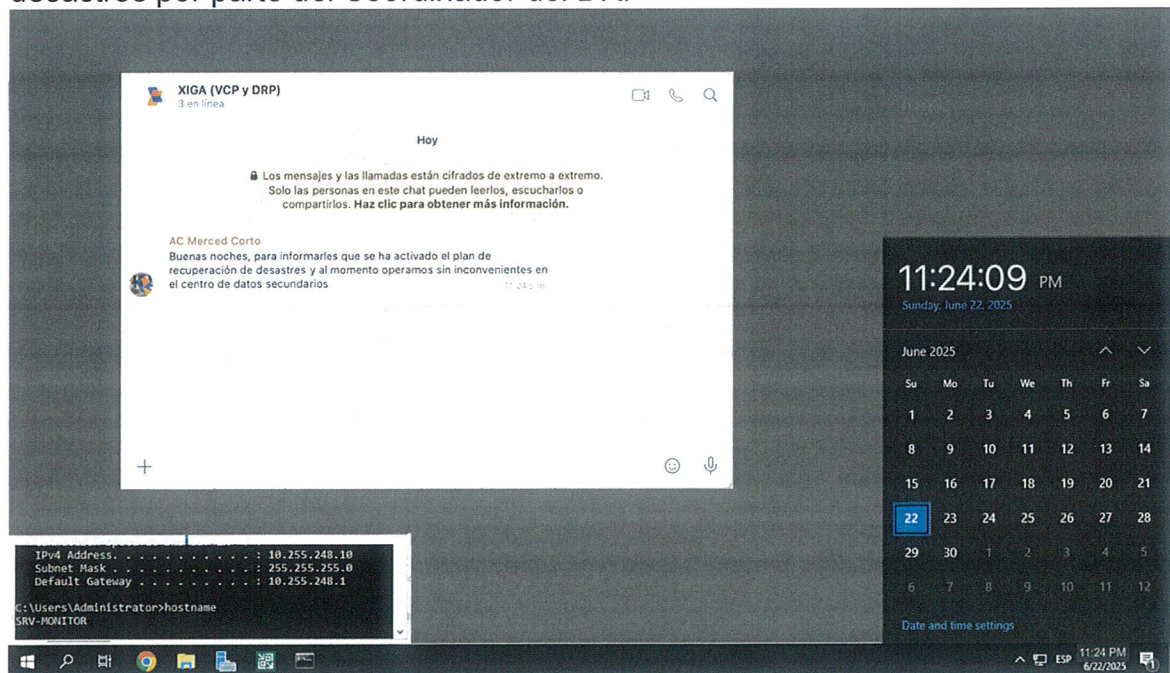 XIGA (VCP y DRP)
3 en línea
Hoy
Los mensajes y las llamadas están cifrados de extremo a extremo.
Solo las personas en este chat pueden leerlos, escucharlos o
compartirlos. Haz clic para obtener más información.
AC Merced Corto
Buenas noches, para informarles que se ha activado el plan de
recuperación de desastres y al momento operamos sin inconvenientes en
el centro de datos secundarios
11:24 p. m.
11:24:09 PM
Sunday, June 22, 2025
June 2025
Su Mo Tu We Th Fr Sa
1 2 3 4 5 6 7
8 9 10 11 12 13 14
15 16 17 18 19 20 21
22 23 24 25 26 27 28
29 30 1 2 3 4 5
6 7 8 9 10 11 12
Date and time settings
IPv4 Address. . . . . . . . . . . : 10.255.248.10
Subnet Mask . . . . . . . . . . . : 255.255.255.0
Default Gateway . . . . . . . . . : 10.255.248.1
C:\Users\Administrator>hostname
SRV-MONITOR
ESP
11:24 PM
6/22/2025
1